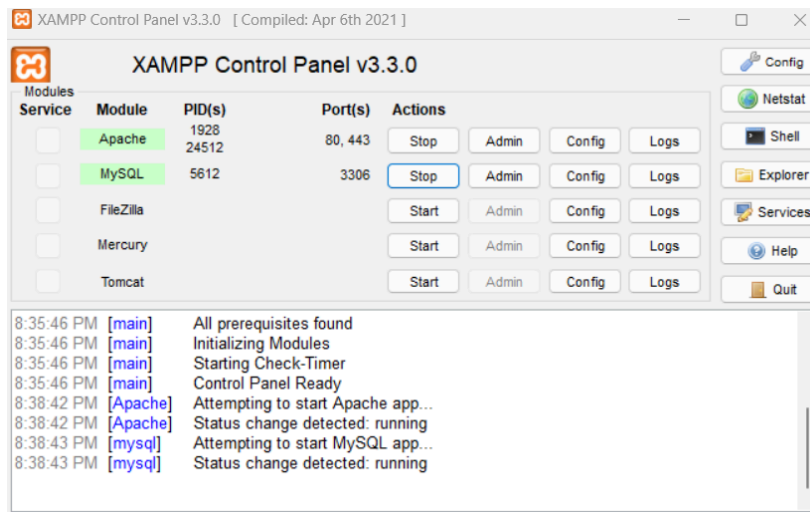 XAMPP Control Panel v3.3.0 [ Compiled: Apr 6th 2021 ]
XAMPP Control Panel v3.3.0
Config
Modules
Netstat
Service Module PID(s) Port(s) Actions
Apache 1928 24512 80, 443 Stop Admin Config Logs
Shell
MySQL 5612 3306 Stop Admin Config Logs
Explorer
FileZilla Start Admin Config Logs
Services
Mercury Start Admin Config Logs
Help
Tomcat Start Admin Config Logs
Quit
8:35:46 PM [main] All prerequisites found
8:35:46 PM [main] Initializing Modules
8:35:46 PM [main] Starting Check-Timer
8:35:46 PM [main] Control Panel Ready
8:38:42 PM [Apache] Attempting to start Apache app...
8:38:42 PM [Apache] Status change detected: running
8:38:43 PM [mysql] Attempting to start MySQL app...
8:38:43 PM [mysql] Status change detected: running